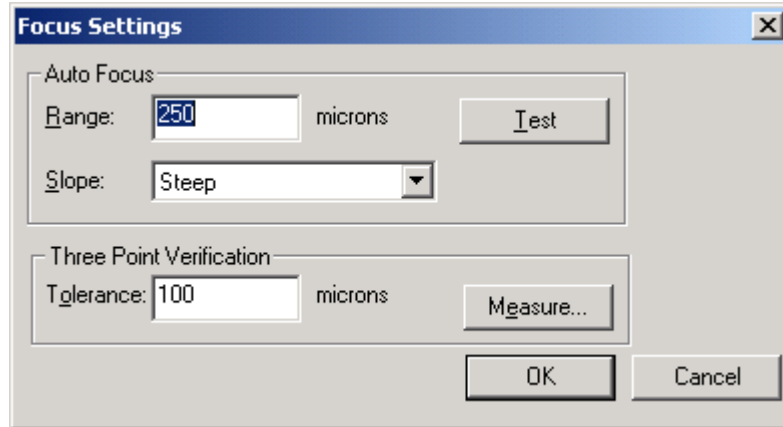 Focus Settings
Auto Focus
Range: 250 microns Test
Slope: Steep
Three Point Verification
Tolerance: 100 microns Measure...
OK Cancel